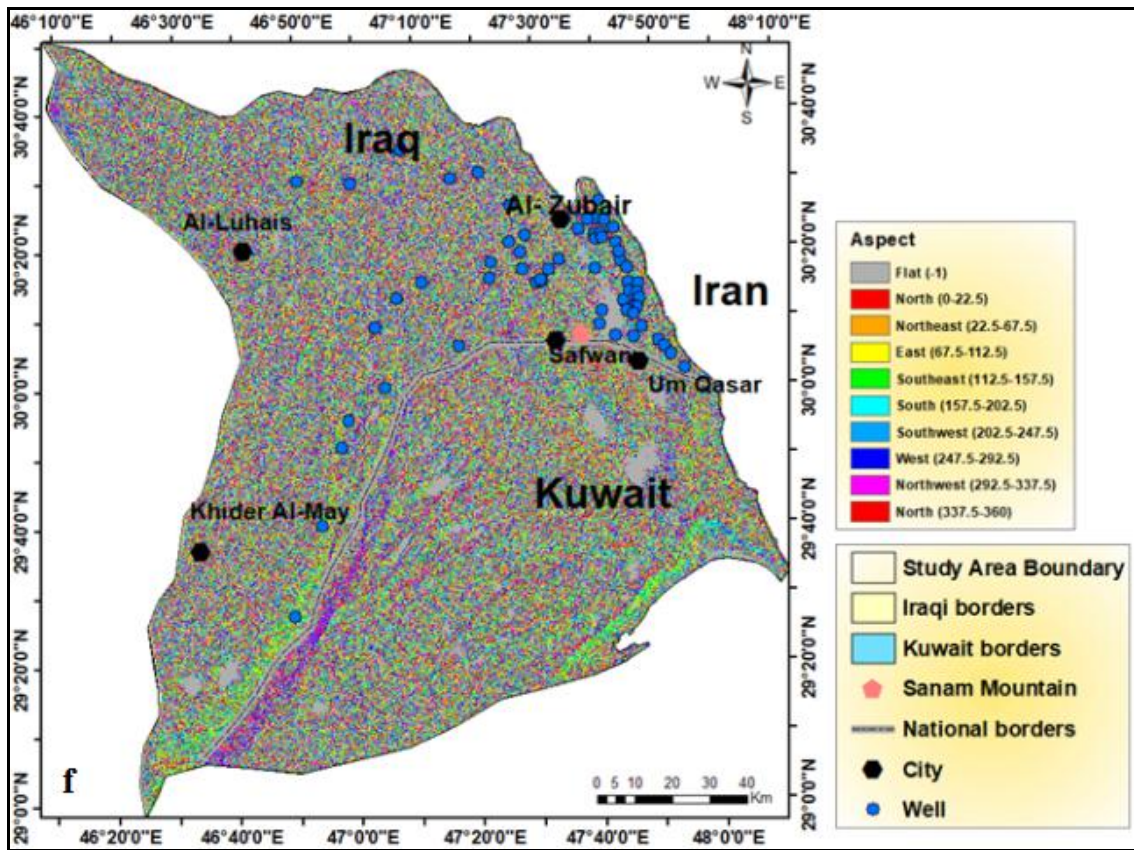 46°10'0"E 46°30'0"E 46°50'0"E 47°10'0"E 47°30'0"E 47°50'0"E 48°10'0"E
N
W E
S
30°40'0"N 30°40'0"N
Iraq
Al- Zubair
Al-Luhais
30°20'0"N 30°20'0"N
Iran
Safwan
Um Qasar
30°0'0"N 30°0'0"N
Kuwait
Khider Al-May
29°40'0"N 29°40'0"N
29°20'0"N 29°20'0"N
f
0 5 10 20 30 40
Km
29°0'0"N 29°0'0"N
46°20'0"E 46°40'0"E 47°0'0"E 47°20'0"E 47°40'0"E 48°0'0"E
Aspect
Flat (-1)
North (0-22.5)
Northeast (22.5-67.5)
East (67.5-112.5)
Southeast (112.5-157.5)
South (157.5-202.5)
Southwest (202.5-247.5)
West (247.5-292.5)
Northwest (292.5-337.5)
North (337.5-360)
Study Area Boundary
Iraqi borders
Kuwait borders
Sanam Mountain
National borders
City
Well